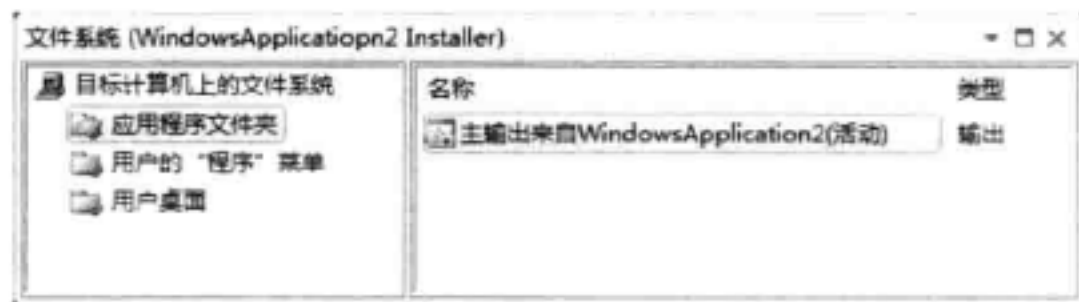 文件系统 (WindowsApplicatiopn2 Installer)
目标计算机上的文件系统
应用程序文件夹
用户的“程序”菜单
用户桌面
名称 类型
主输出来自WindowsApplication2(活动) 输出